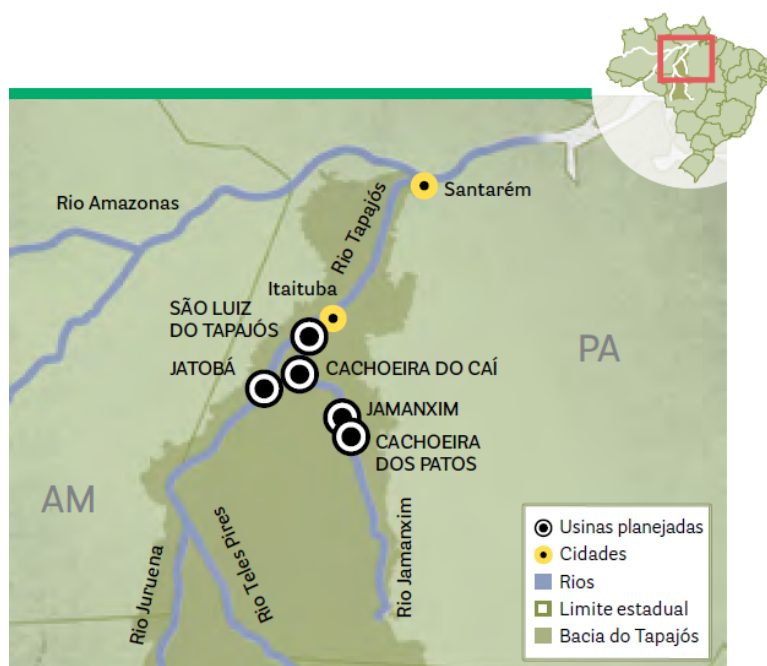 Rio Amazonas
Santarém
Rio Tapajós
Itaituba
SÃO LUIZ
DO TAPAJÓS
JATOBÁ
CACHOEIRA DO CAÍ
PA
JAMANXIM
CACHOEIRA
DOS PATOS
AM
Rio Juruena
Rio Teles Pires
Rio Jamanxim
Usinas planejadas
Cidades
Rios
Limite estadual
Bacia do Tapajós